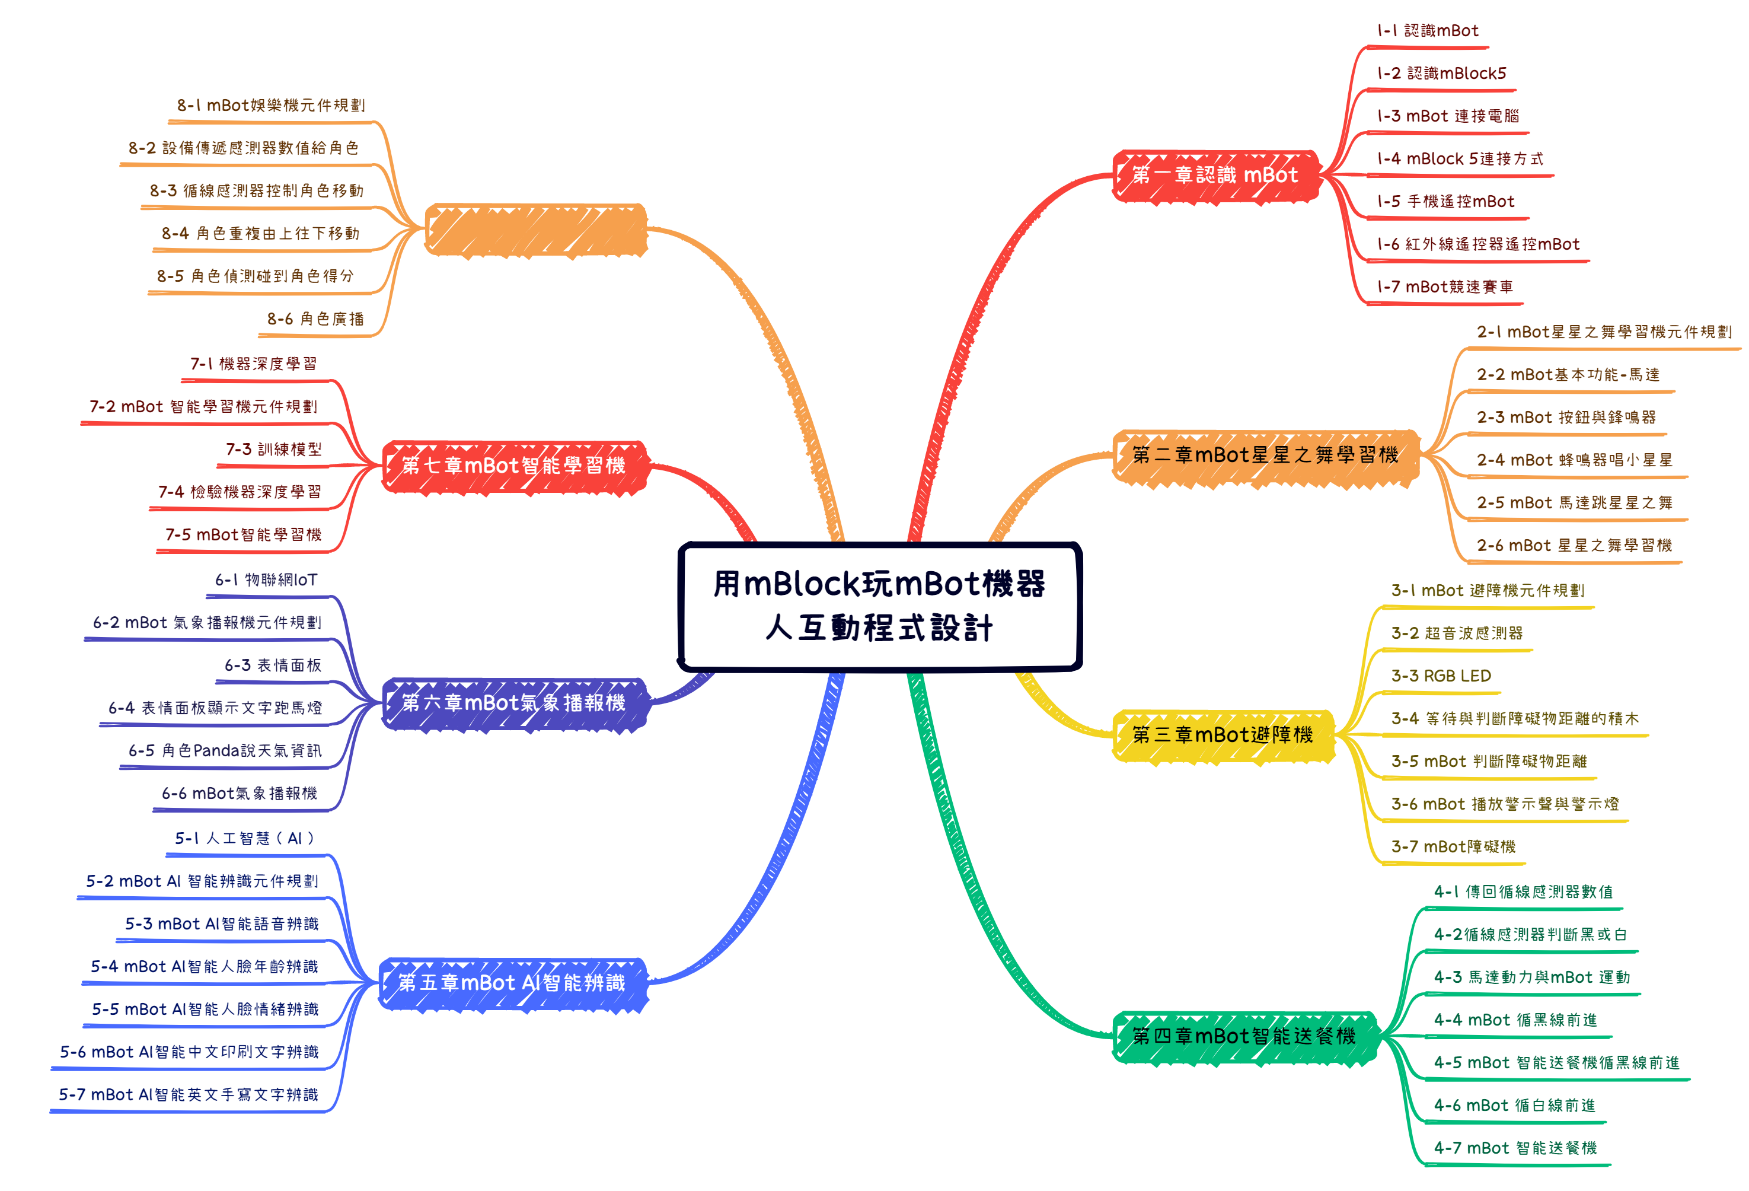 用mBlock玩mBot機器
人互動程式設計
第一章認識 mBot
1-1 認識mBot
1-2 認識mBlock5
1-3 mBot 連接電腦
1-4 mBlock 5連接方式
1-5 手機遙控mBot
1-6 紅外線遙控器遙控mBot
1-7 mBot競速賽車
第二章mBot星星之舞學習機
2-1 mBot星星之舞學習機元件規劃
2-2 mBot基本功能-馬達
2-3 mBot 按鈕與鋒鳴器
2-4 mBot 蜂鳴器唱小星星
2-5 mBot 馬達跳星星之舞
2-6 mBot 星星之舞學習機
第三章mBot避障機
3-1 mBot 避障機元件規劃
3-2 超音波感測器
3-3 RGB LED
3-4 等待與判斷障礙物距離的積木
3-5 mBot 判斷障礙物距離
3-6 mBot 播放警示聲與警示燈
3-7 mBot障礙機
第四章mBot智能送餐機
4-1 傳回循線感測器數值
4-2循線感測器判斷黑或白
4-3 馬達動力與mBot 運動
4-4 mBot 循黑線前進
4-5 mBot 智能送餐機循黑線前進
4-6 mBot 循白線前進
4-7 mBot 智能送餐機
第五章mBot AI智能辨識
5-1 人工智慧（AI）
5-2 mBot AI 智能辨識元件規劃
5-3 mBot AI智能語音辨識
5-4 mBot AI智能人臉年齡辨識
5-5 mBot AI智能人臉情緒辨識
5-6 mBot AI智能中文印刷文字辨識
5-7 mBot AI智能英文手寫文字辨識
第六章mBot氣象播報機
6-1 物聯網IoT
6-2 mBot 氣象播報機元件規劃
6-3 表情面板
6-4 表情面板顯示文字跑馬燈
6-5 角色Panda說天氣資訊
6-6 mBot氣象播報機
第七章mBot智能學習機
7-1 機器深度學習
7-2 mBot 智能學習機元件規劃
7-3 訓練模型
7-4 檢驗機器深度學習
7-5 mBot智能學習機
8-1 mBot娛樂機元件規劃
8-2 設備傳遞感測器數值給角色
8-3 循線感測器控制角色移動
8-4 角色重複由上往下移動
8-5 角色偵測碰到角色得分
8-6 角色廣播